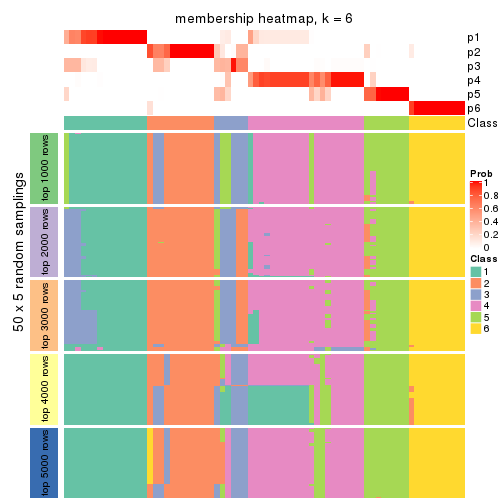 membership heatmap, k = 6
p1
p2
p3
p4
p5
p6
Class
50 x 5 random samplings
top 1000 rows
top 2000 rows
top 3000 rows
top 4000 rows
top 5000 rows
Prob
1
0.8
0.6
0.4
0.2
0
Class
1
2
3
4
5
6